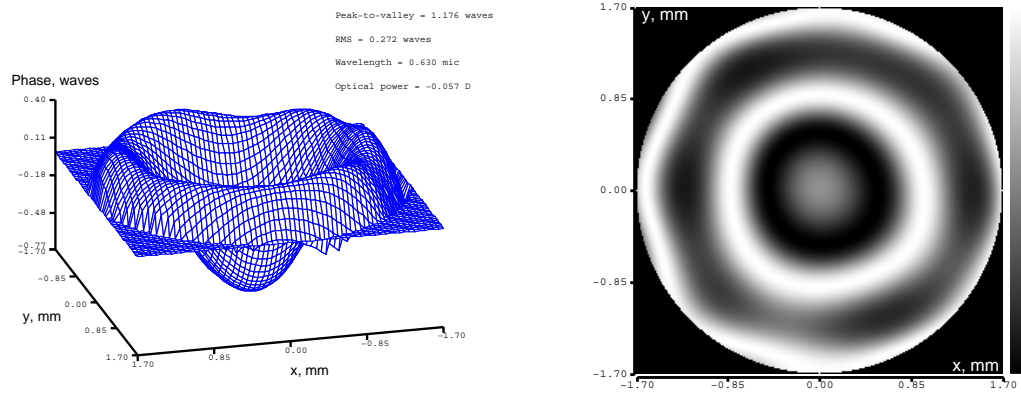 Peak-to-valley = 1.176 waves
RMS = 0.272 waves
Wavelength = 0.630 mic
Optical power = -0.057 D
Phase, waves
0.40
0.11
-0.18
-0.48
-0.77
-1.70
-0.85
0.00
0.85
1.70
y, mm
1.70
0.85
0.00
-0.85
-1.70
x, mm
1.70
y, mm
0.85
0.00
-0.85
-1.70
x, mm
-1.70
-0.85
0.00
0.85
1.70